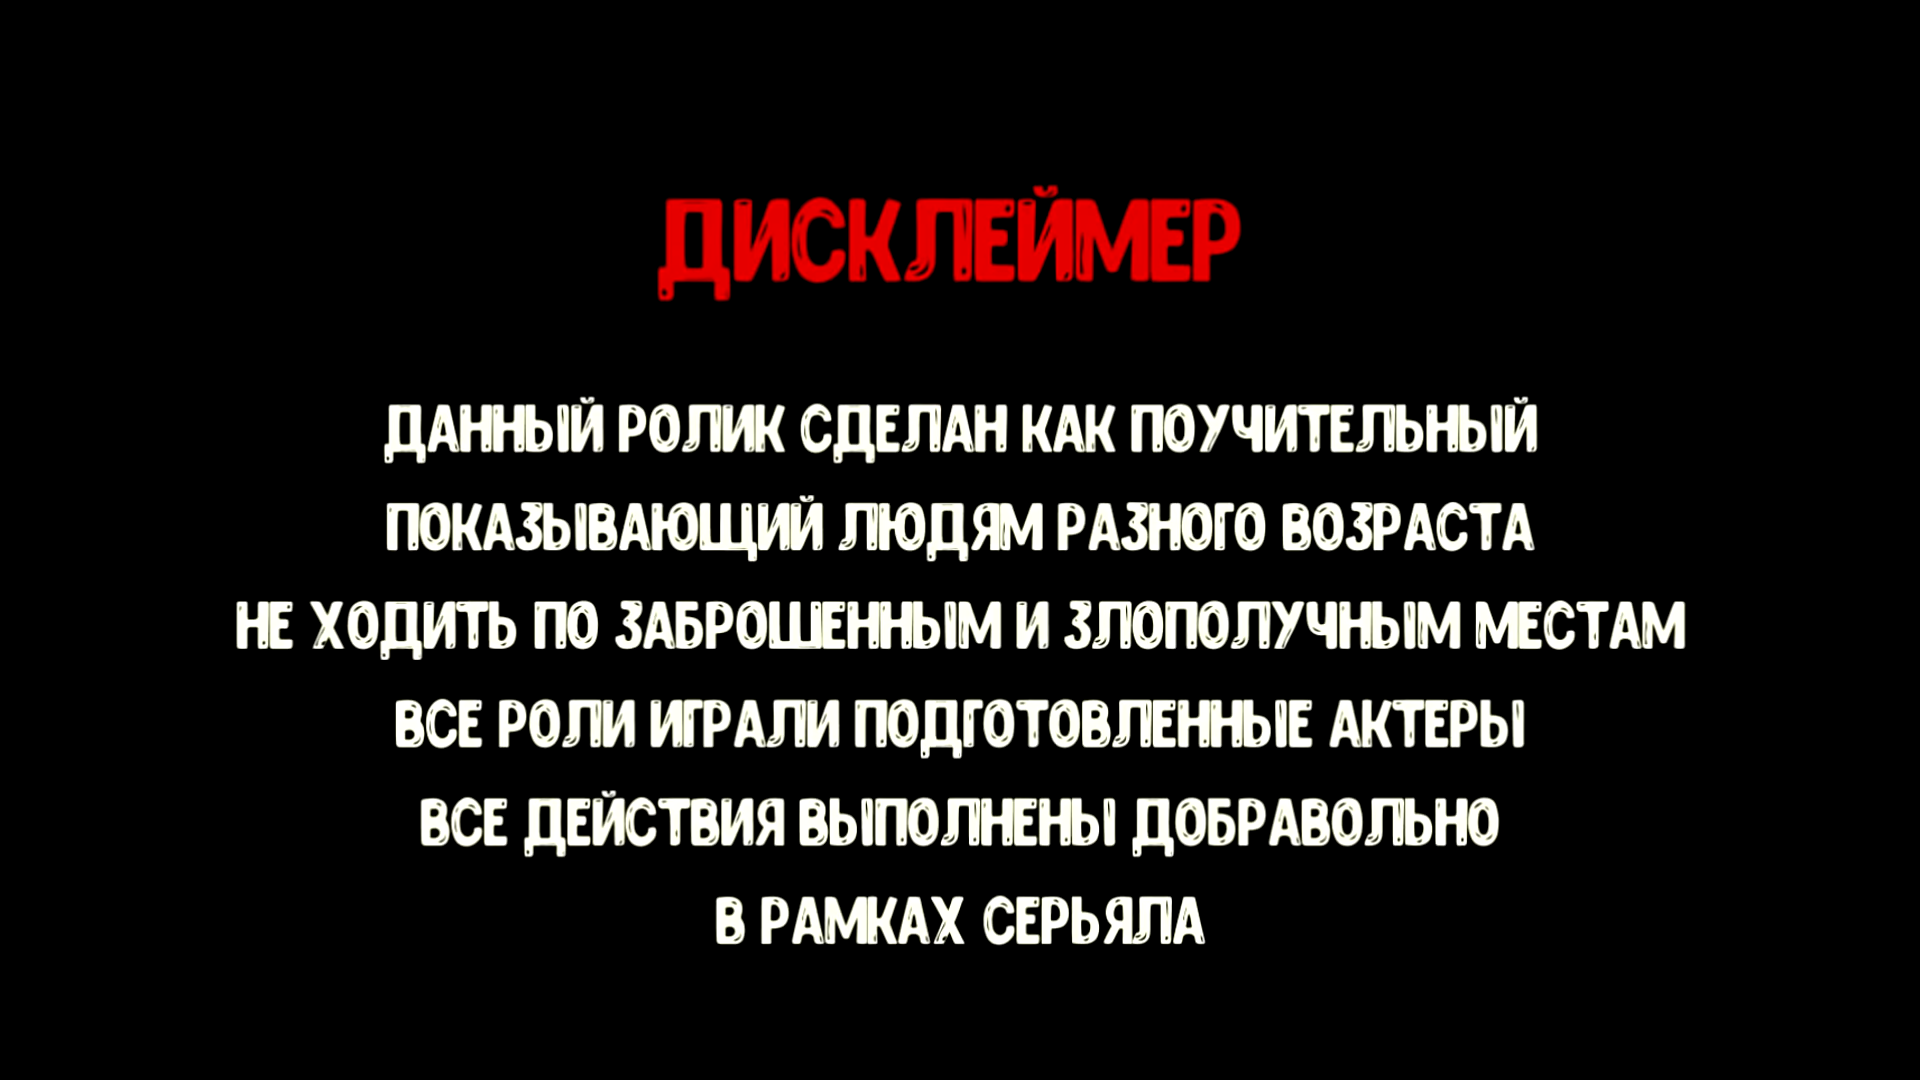 ДИСКЛЕЙМЕР
ДАННЫЙ РОЛИК СДЕЛАН КАК ПОУЧИТЕЛЬНЫЙ
ПОКАЗЫВАЮЩИЙ ЛЮДЯМ РАЗНОГО ВОЗРАСТА
НЕ ХОДИТЬ ПО ЗАБРОШЕННЫМ И ЗЛОПОЛУЧНЫМ МЕСТАМ
ВСЕ РОЛИ ИГРАЛИ ПОДГОТОВЛЕННЫЕ АКТЕРЫ
ВСЕ ДЕЙСТВИЯ ВЫПОЛНЕНЫ ДОБРАВОЛЬНО
В РАМКАХ СЕРЬЯЛА